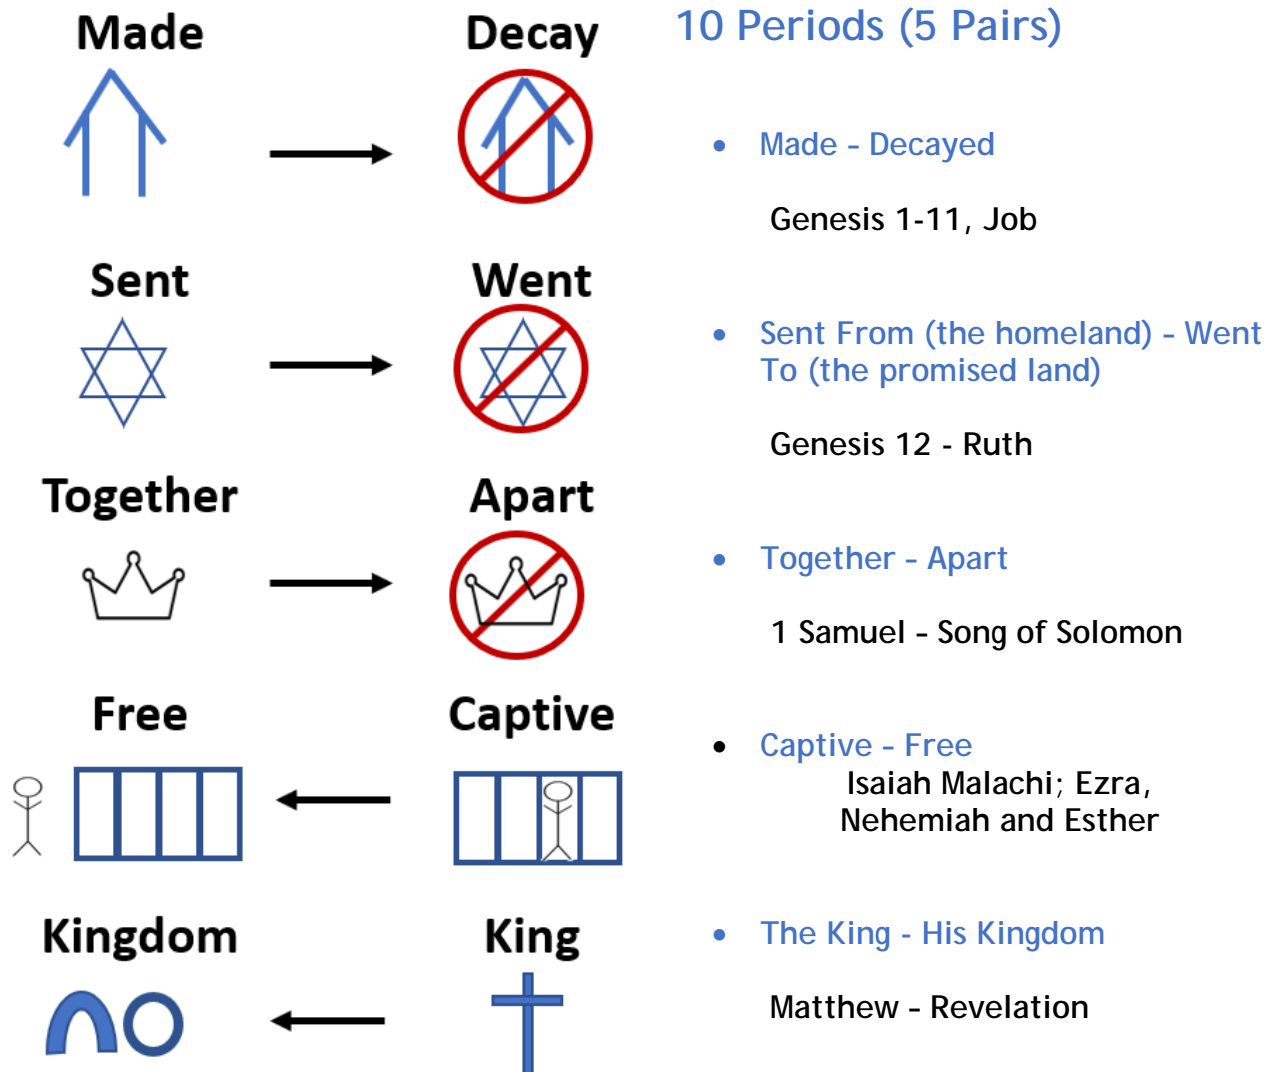 Made
Decay
Sent
Went
Together
Apart
Free
Captive
Kingdom
King
10 Periods (5 Pairs)
• Made - Decayed
Genesis 1-11, Job
• Sent From (the homeland) - Went
To (the promised land)
Genesis 12 - Ruth
• Together - Apart
1 Samuel - Song of Solomon
• Captive - Free
Isaiah Malachi; Ezra,
Nehemiah and Esther
• The King - His Kingdom
Matthew - Revelation